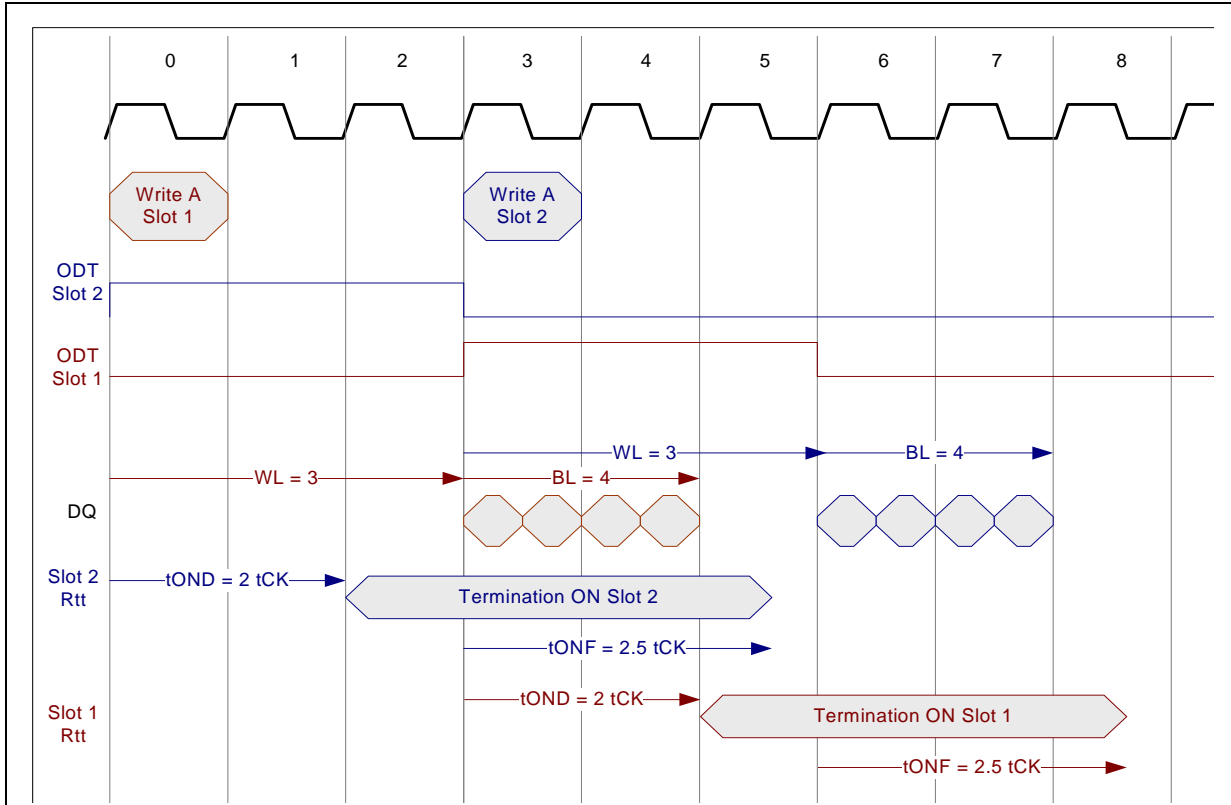 0 1 2 3 4 5 6 7 8
Write A
Slot 1
Write A
Slot 2
ODT
Slot 2
ODT
Slot 1
WL = 3
BL = 4
WL = 3
BL = 4
DQ
Slot 2
Rtt
tOND = 2 tCK
Termination ON Slot 2
tONF = 2.5 tCK
tOND = 2 tCK
Slot 1
Rtt
Termination ON Slot 1
tONF = 2.5 tCK